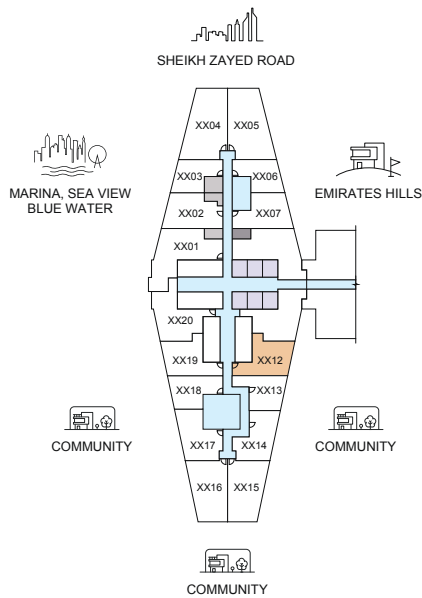 SHEIKH ZAYED ROAD
XX04 XX05
MARINA, SEA VIEW
BLUE WATER
XX03 XX06
EMIRATES HILLS
XX02 XX07
XX01
XX20
XX19 XX12
XX18 XX13
COMMUNITY
XX17 XX14
COMMUNITY
XX16 XX15
COMMUNITY